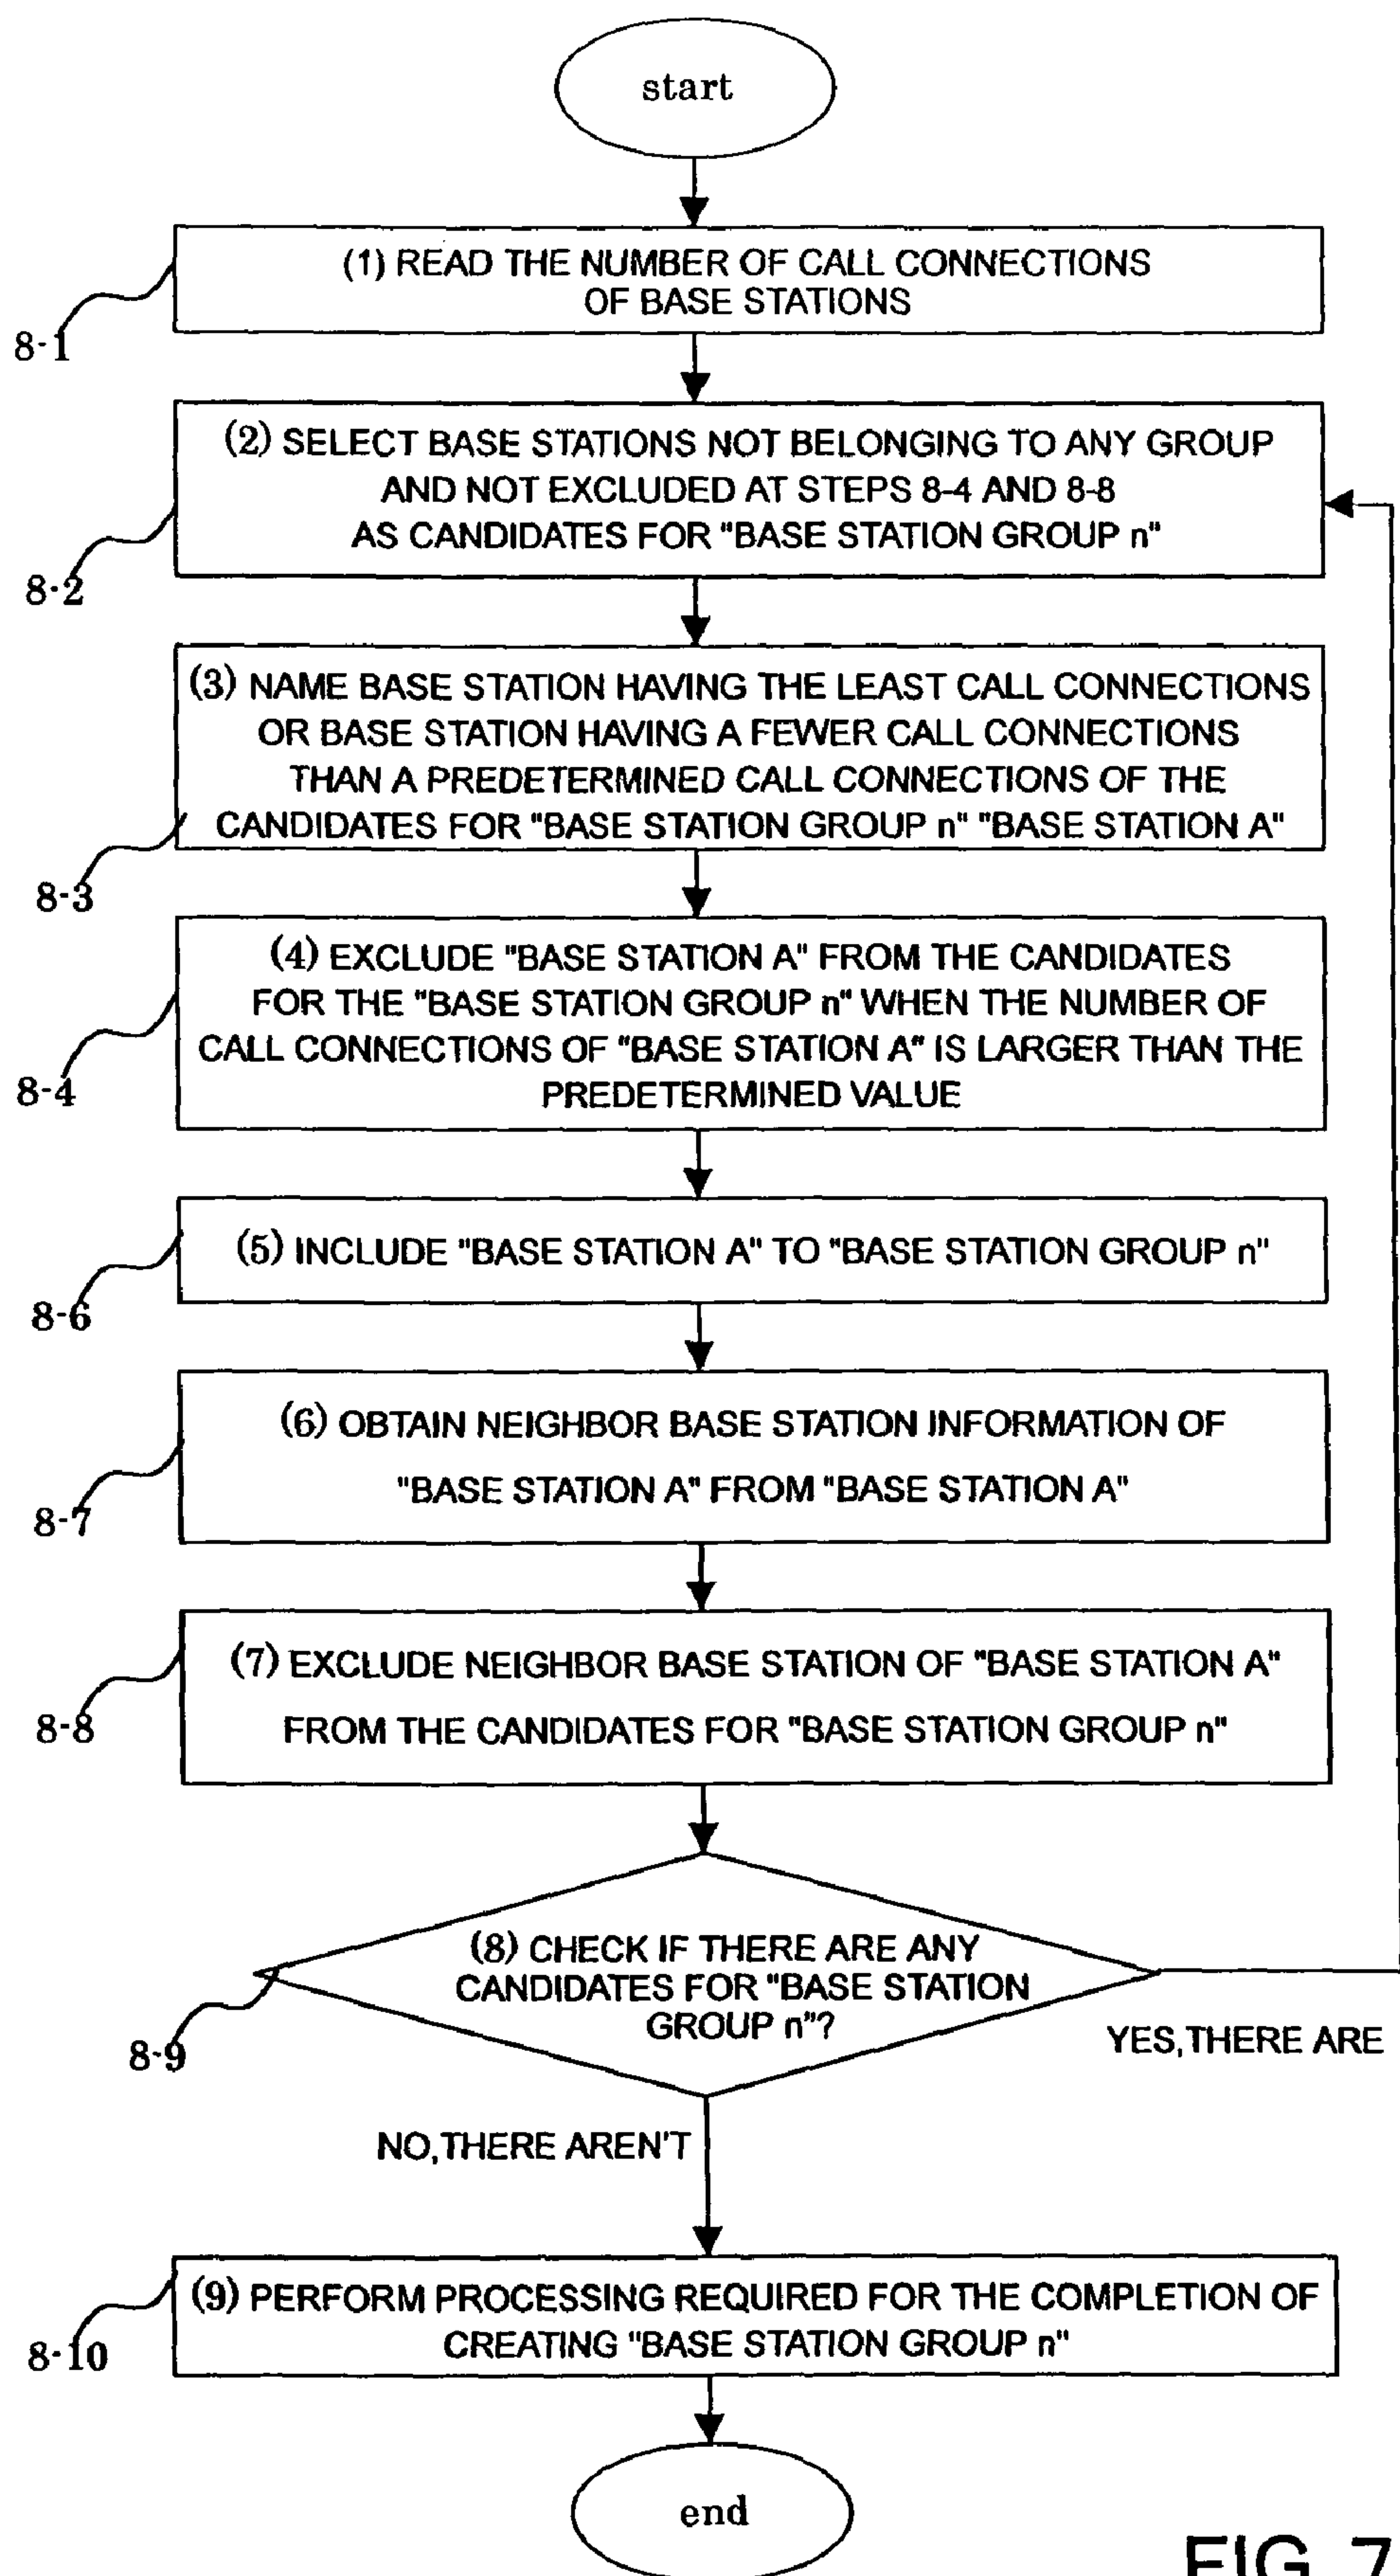 start
(1) READ THE NUMBER OF CALL CONNECTIONS
OF BASE STATIONS
8-1
(2) SELECT BASE STATIONS NOT BELONGING TO ANY GROUP
AND NOT EXCLUDED AT STEPS 8-4 AND 8-8
AS CANDIDATES FOR "BASE STATION GROUP n"
8-2
(3) NAME BASE STATION HAVING THE LEAST CALL CONNECTIONS
OR BASE STATION HAVING A FEWER CALL CONNECTIONS
THAN A PREDETERMINED CALL CONNECTIONS OF THE
CANDIDATES FOR "BASE STATION GROUP n" "BASE STATION A"
8-3
(4) EXCLUDE "BASE STATION A" FROM THE CANDIDATES
FOR THE "BASE STATION GROUP n" WHEN THE NUMBER OF
CALL CONNECTIONS OF "BASE STATION A" IS LARGER THAN THE
PREDETERMINED VALUE
8-4
(5) INCLUDE "BASE STATION A" TO "BASE STATION GROUP n"
8-6
(6) OBTAIN NEIGHBOR BASE STATION INFORMATION OF
"BASE STATION A" FROM "BASE STATION A"
8-7
(7) EXCLUDE NEIGHBOR BASE STATION OF "BASE STATION A"
FROM THE CANDIDATES FOR "BASE STATION GROUP n"
8-8
(8) CHECK IF THERE ARE ANY
CANDIDATES FOR "BASE STATION
GROUP n"?
8-9
YES,THERE ARE
NO,THERE AREN'T
(9) PERFORM PROCESSING REQUIRED FOR THE COMPLETION OF
CREATING "BASE STATION GROUP n"
8-10
end
FIG. 7